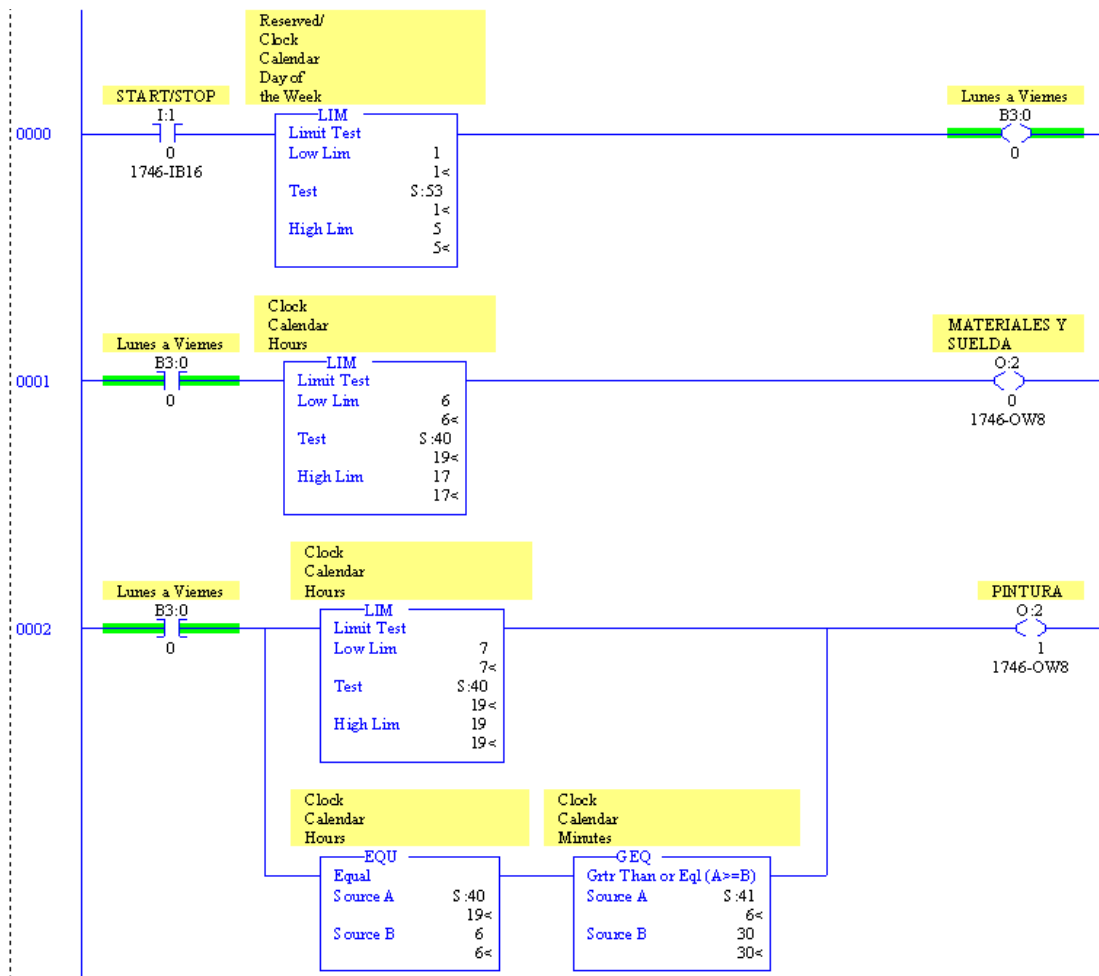 Reserved/
Clock
Calendar
Day of
the Week
START/STOP
I:1
0
1746-IB16
LIM
Limit Test
Low Lim 1
1<
Test S:53
1<
High Lim 5
5<
Lunes a Viernes
B3:0
0
0000
Clock
Calendar
Hours
Lunes a Viernes
B3:0
0
LIM
Limit Test
Low Lim 6
6<
Test S:40
19<
High Lim 17
17<
MATERIALES Y
SUELDA
O:2
0
1746-OW8
0001
Clock
Calendar
Hours
Lunes a Viernes
B3:0
0
LIM
Limit Test
Low Lim 7
7<
Test S:40
19<
High Lim 19
19<
PINTURA
O:2
1
1746-OW8
0002
Clock
Calendar
Hours
EQU
Equal
Source A S:40
19<
Source B 6
6<
Clock
Calendar
Minutes
GEQ
Grtr Than or Eql (A>=B)
Source A S:41
6<
Source B 30
30<